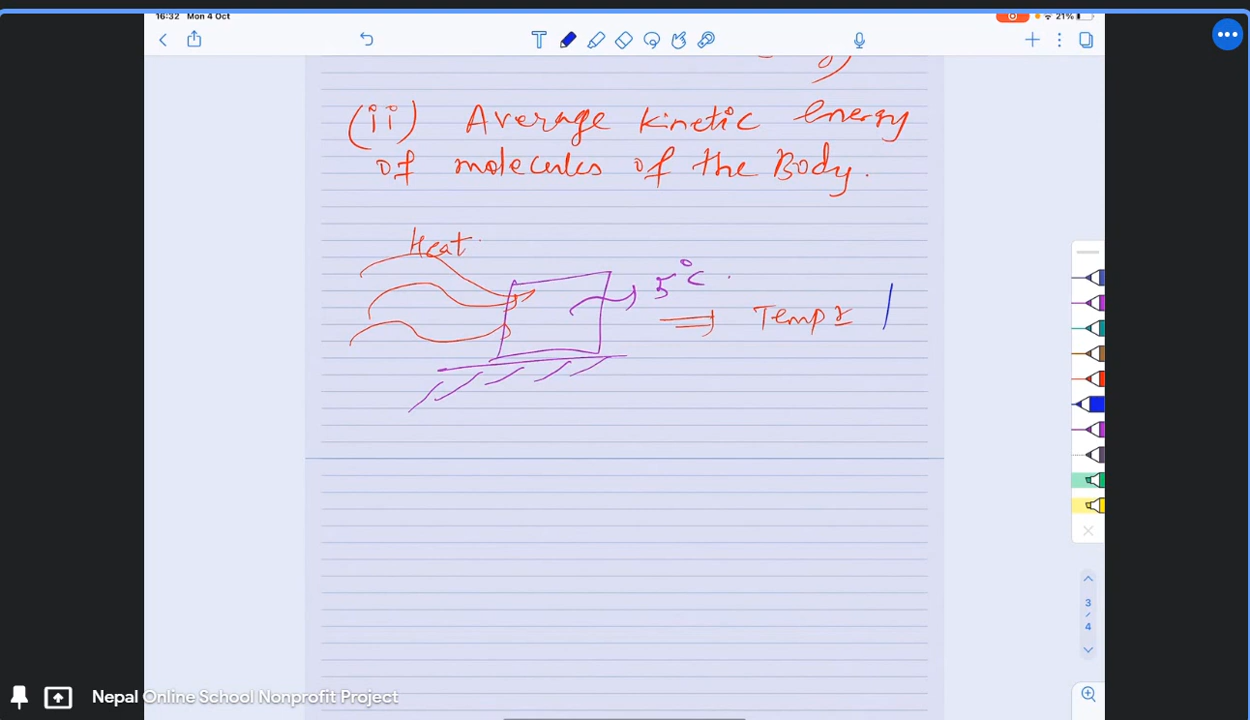 16:32 Mon 4 Oct
21%
(ii) Average kinetic energy
of molecules of the Body.
Heat
5°C
Tempr
3
4
Nepal Online School Nonprofit Project